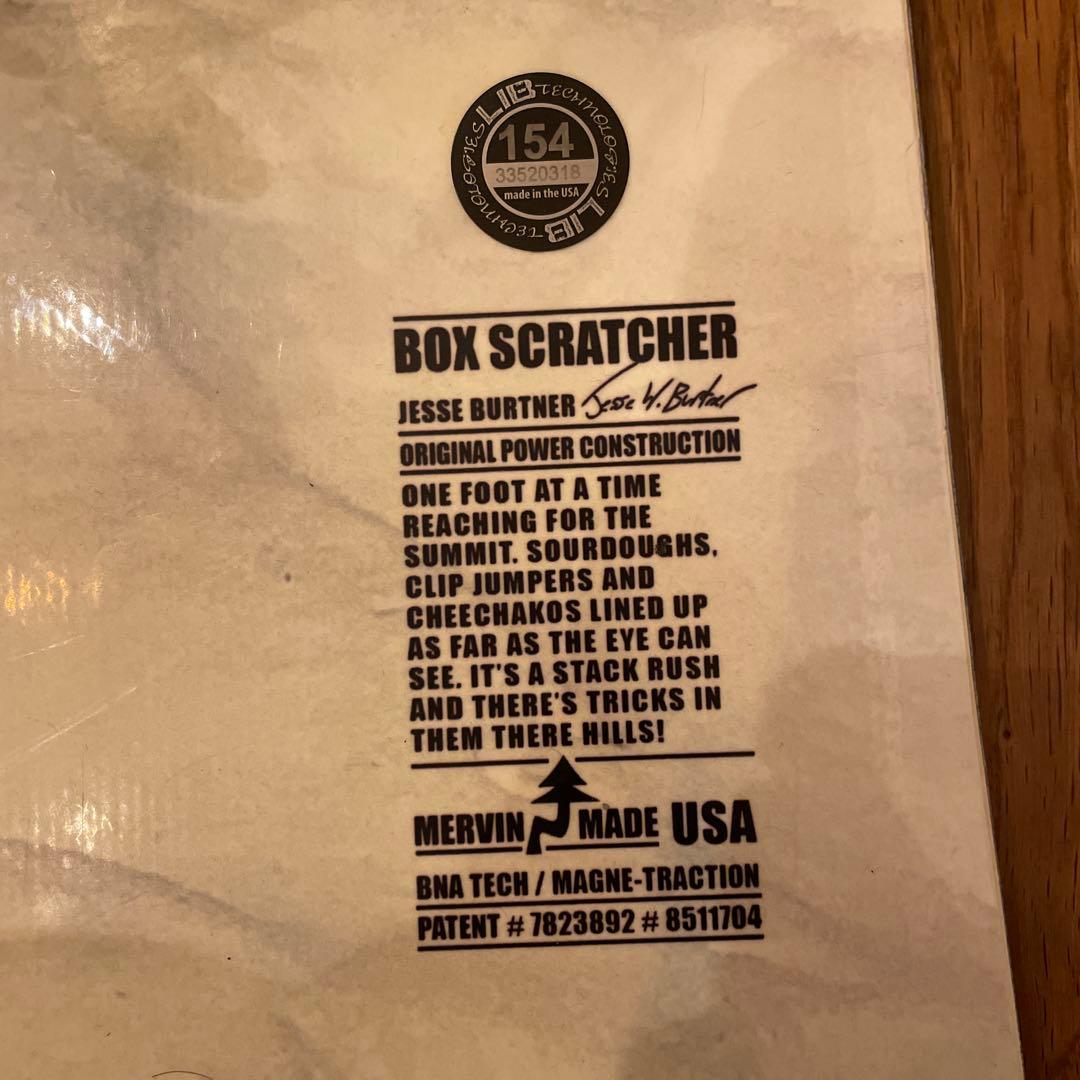 LIB TECHNOLOGIES
154
33520318
made in the USA
LIB TECHNOLOGIES
BOX SCRATCHER
JESSE BURTNER Jesse W. Burtner
ORIGINAL POWER CONSTRUCTION
ONE FOOT AT A TIME
REACHING FOR THE
SUMMIT. SOURDOUGHS,
CLIP JUMPERS AND
CHEECHAKOS LINED UP
AS FAR AS THE EYE CAN
SEE. IT'S A STACK RUSH
AND THERE'S TRICKS IN
THEM THERE HILLS!
MERVIN MADE USA
BNA TECH / MAGNE-TRACTION
PATENT # 7823892 # 8511704